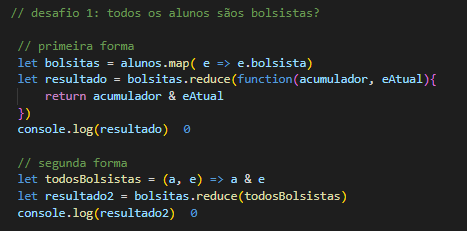 // desafio 1: todos os alunos sãos bolsistas?
// primeira forma
let bolsitas = alunos.map( e => e.bolsista)
let resultado = bolsitas.reduce(function(acumulador, eAtual){
return acumulador & eAtual
})
console.log(resultado) 0
// segunda forma
let todosBolsistas = (a, e) => a & e
let resultado2 = bolsitas.reduce(todosBolsistas)
console.log(resultado2) 0